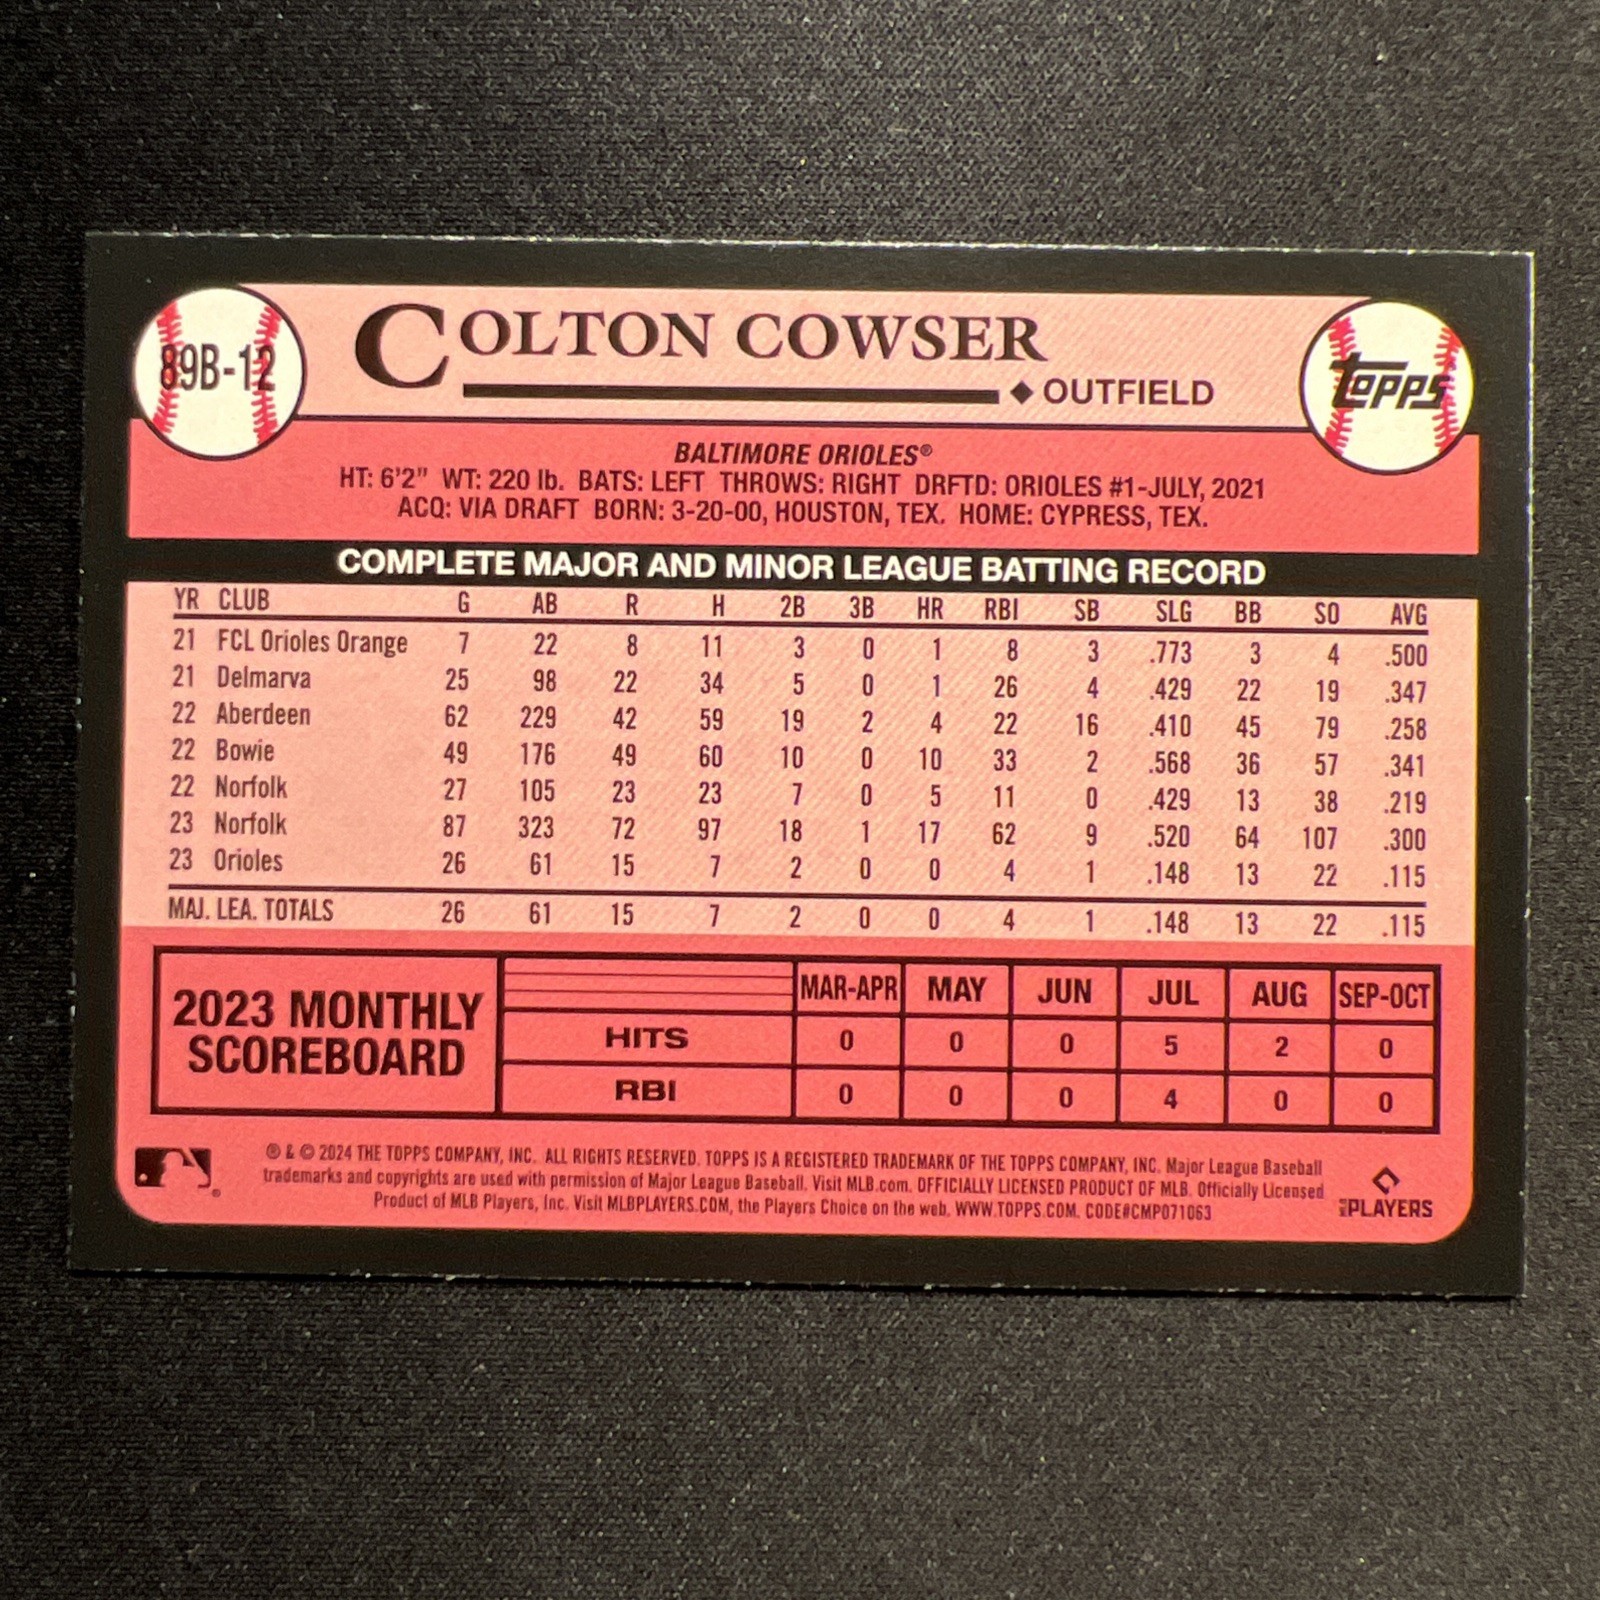 89B-12
COLTON COWSER
◆ OUTFIELD
topps
BALTIMORE ORIOLES®
HT: 6'2" WT: 220 lb. BATS: LEFT THROWS: RIGHT DRFTD: ORIOLES #1-JULY, 2021
ACQ: VIA DRAFT BORN: 3-20-00, HOUSTON, TEX. HOME: CYPRESS, TEX.
COMPLETE MAJOR AND MINOR LEAGUE BATTING RECORD
YR CLUB G AB R H 2B 3B HR RBI SB SLG BB SO AVG
21 FCL Orioles Orange 7 22 8 11 3 0 1 8 3 .773 3 4 .500
21 Delmarva 25 98 22 34 5 0 1 26 4 .429 22 19 .347
22 Aberdeen 62 229 42 59 19 2 4 22 16 .410 45 79 .258
22 Bowie 49 176 49 60 10 0 10 33 2 .568 36 57 .341
22 Norfolk 27 105 23 23 7 0 5 11 0 .429 13 38 .219
23 Norfolk 87 323 72 97 18 1 17 62 9 .520 64 107 .300
23 Orioles 26 61 15 7 2 0 0 4 1 .148 13 22 .115
MAJ. LEA. TOTALS 26 61 15 7 2 0 0 4 1 .148 13 22 .115
2023 MONTHLY
SCOREBOARD
MAR-APR MAY JUN JUL AUG SEP-OCT
HITS 0 0 0 5 2 0
RBI 0 0 0 4 0 0
® & © 2024 THE TOPPS COMPANY, INC. ALL RIGHTS RESERVED. TOPPS IS A REGISTERED TRADEMARK OF THE TOPPS COMPANY, INC. Major League Baseball
trademarks and copyrights are used with permission of Major League Baseball. Visit MLB.com. OFFICIALLY LICENSED PRODUCT OF MLB. Officially Licensed
Product of MLB Players, Inc. Visit MLBPLAYERS.COM, the Players Choice on the web. WWW.TOPPS.COM. CODE#CMP071063
MLB PLAYERS